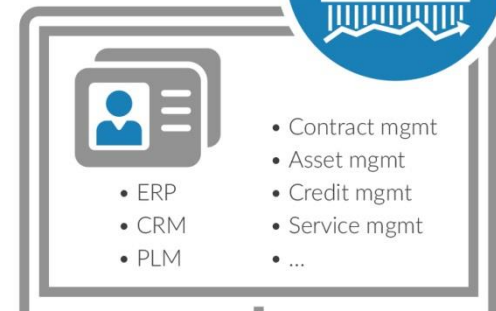 • ERP
• CRM
• PLM
• Contract mgmt
• Asset mgmt
• Credit mgmt
• Service mgmt
• ...